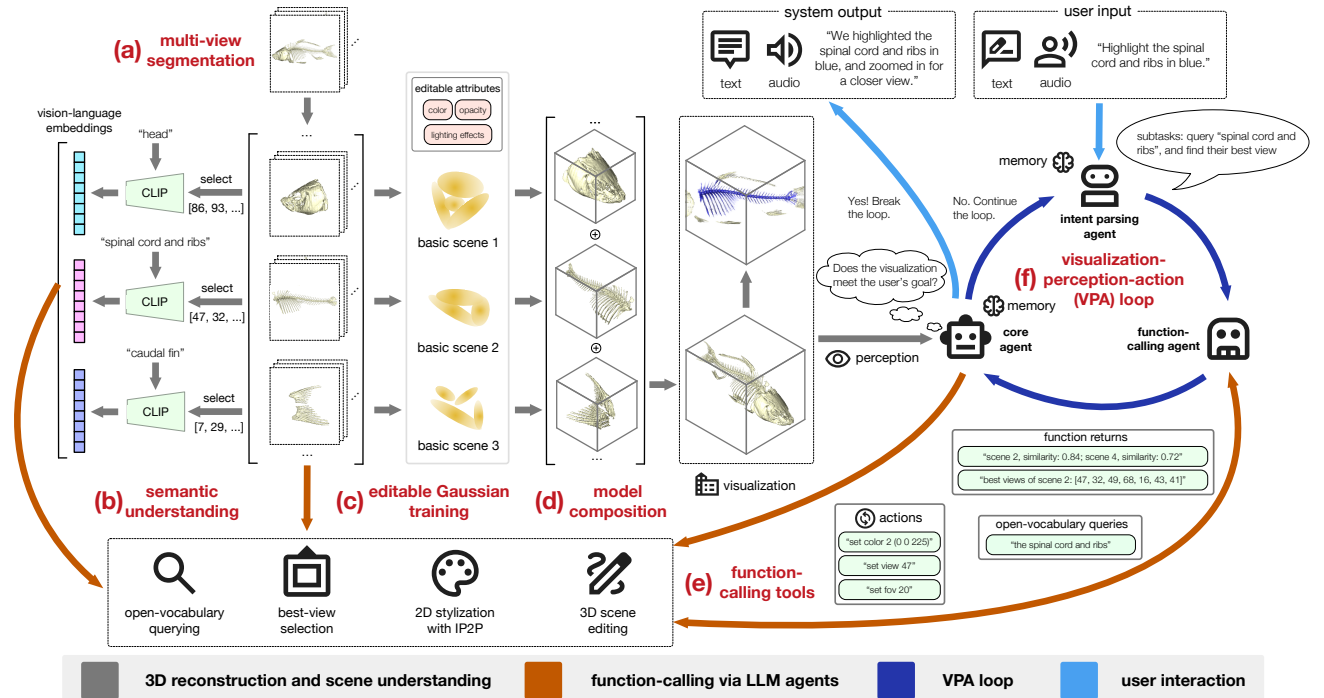 (a) multi-view
segmentation
...
vision-language
embeddings
"head"
CLIP
select
[86, 93, ...]
"spinal cord and ribs"
CLIP
select
[47, 32, ...]
"caudal fin"
CLIP
select
[7, 29, ...]
...
...
editable attributes
color
opacity
lighting effects
basic scene 1
basic scene 2
basic scene 3
...
...
(b) semantic
understanding
(c) editable Gaussian
training
(d) model
composition
visualization
system output
text
audio
"We highlighted the
spinal cord and ribs in
blue, and zoomed in for
a closer view."
user input
text
audio
"Highlight the spinal
cord and ribs in blue."
subtasks: query "spinal cord and
ribs", and find their best view
memory
intent parsing
agent
Yes! Break
the loop.
No. Continue
the loop.
(f) visualization-
perception-action
(VPA) loop
Does the visualization
meet the user's goal?
memory
core
agent
perception
function-
calling agent
function returns
"scene 2, similarity: 0.84; scene 4, similarity: 0.72"
"best views of scene 2: [47, 32, 49, 68, 16, 43, 41]"
actions
"set color 2 (0 0 225)"
"set view 47"
"set fov 20"
open-vocabulary queries
"the spinal cord and ribs"
(e) function-
calling tools
open-vocabulary
querying
best-view
selection
2D stylization
with IP2P
3D scene
editing
3D reconstruction and scene understanding
function-calling via LLM agents
VPA loop
user interaction